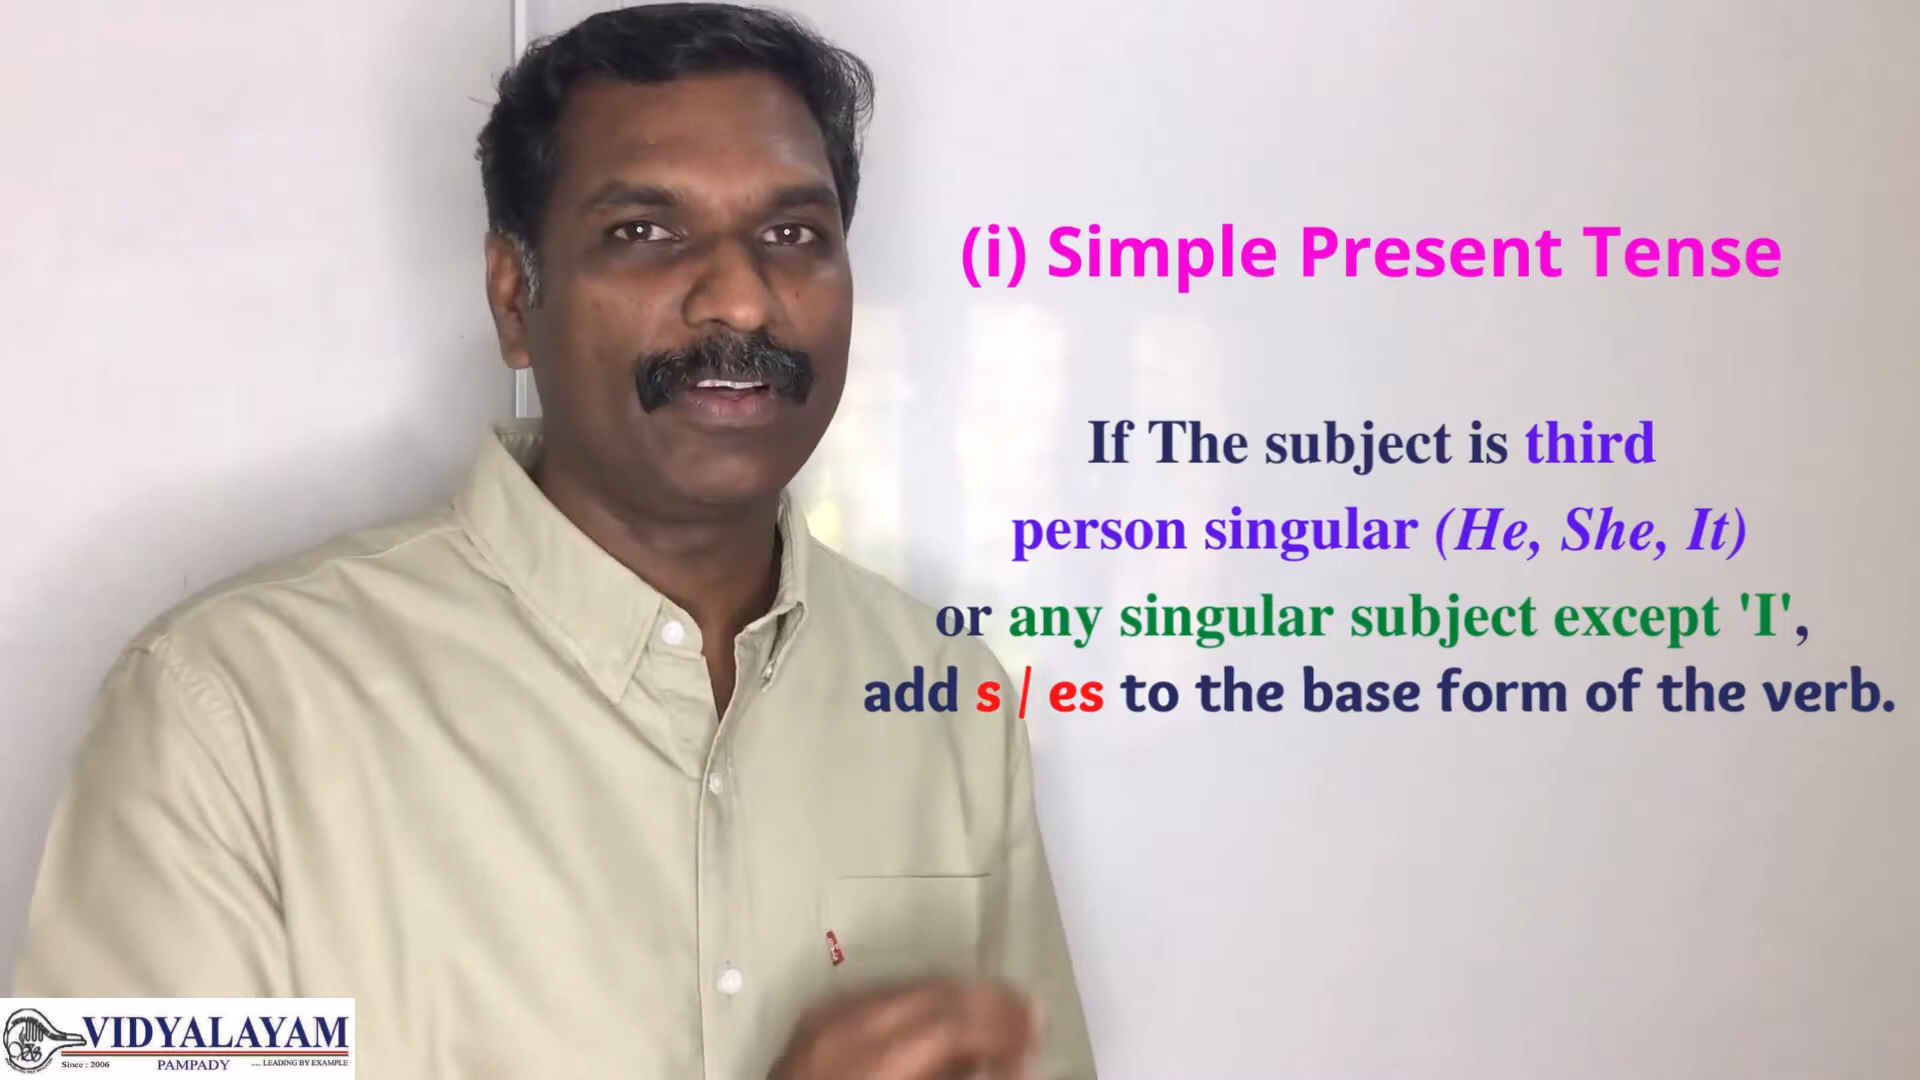 (i) Simple Present Tense
If The subject is third
person singular (He, She, It)
or any singular subject except 'I',
add s / es to the base form of the verb.
VIDYALAYAM
Since : 2006 PAMPADY .... LEADING BY EXAMPLE